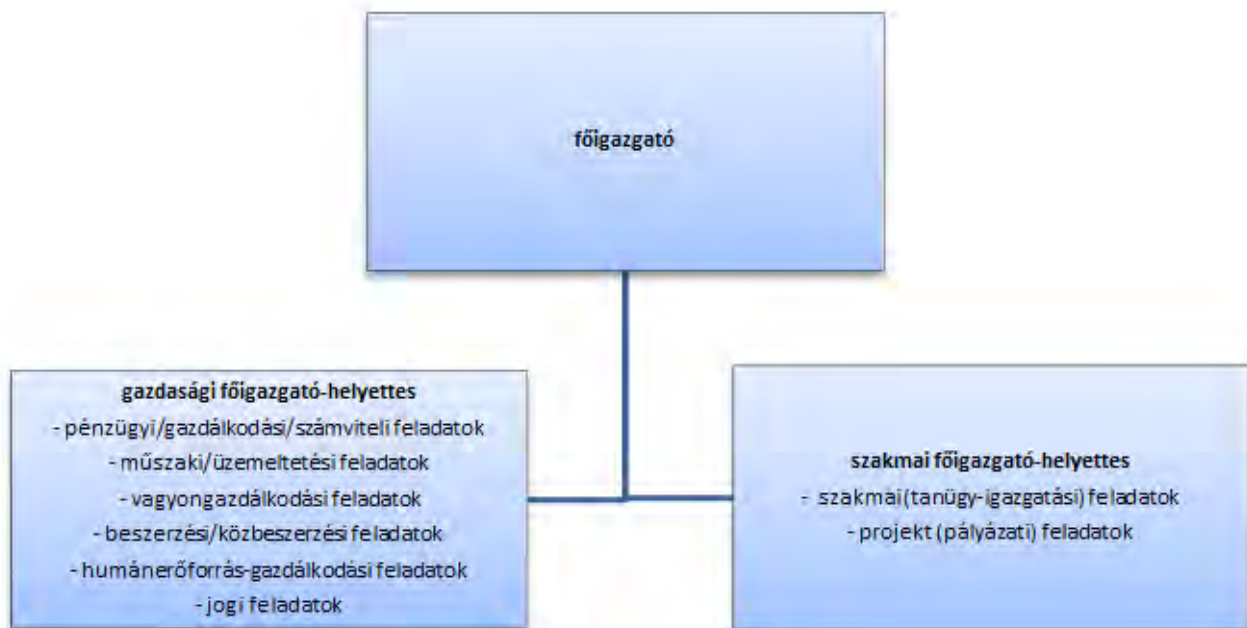 főigazgató
gazdasági főigazgató-helyettes
- pénzügyi/gazdálkodási/számviteli feladatok
- műszaki/üzemeltetési feladatok
- vagyongazdálkodási feladatok
- beszerzési/közbeszerzési feladatok
- humánerőforrás-gazdálkodási feladatok
- jogi feladatok
szakmai főigazgató-helyettes
- szakmai (tanügy-igazgatási) feladatok
- projekt (pályázati) feladatok